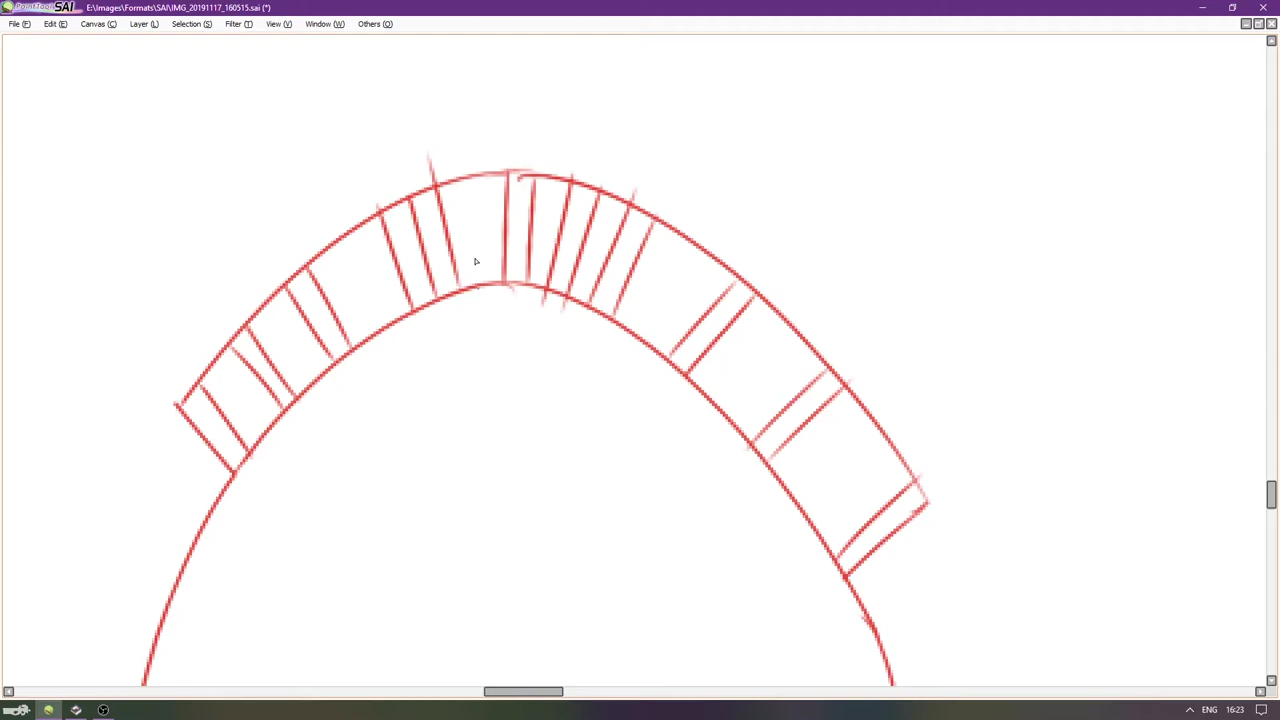 PaintTool SAI E:\Images\Formats\SAI\IMG_20191117_160515.sai (*)
File (F) Edit (E) Canvas (C) Layer (L) Selection (S) Filter (T) View (V) Window (W) Others (O)
ENG 16:23